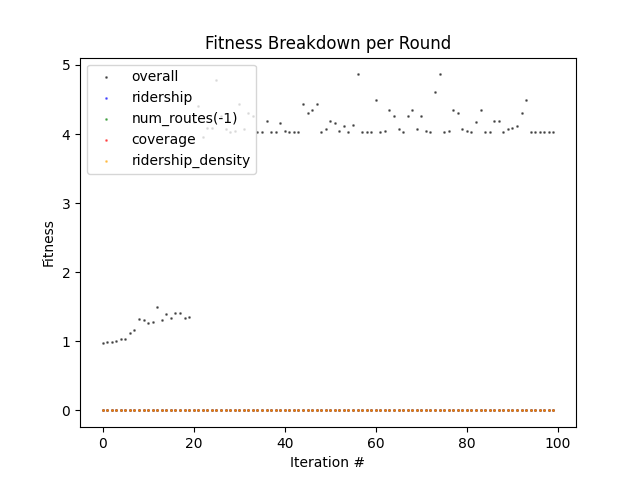 Fitness Breakdown per Round
overall
ridership
num_routes(-1)
coverage
ridership_density
Fitness
5
4
3
2
1
0
0 20 40 60 80 100
Iteration #